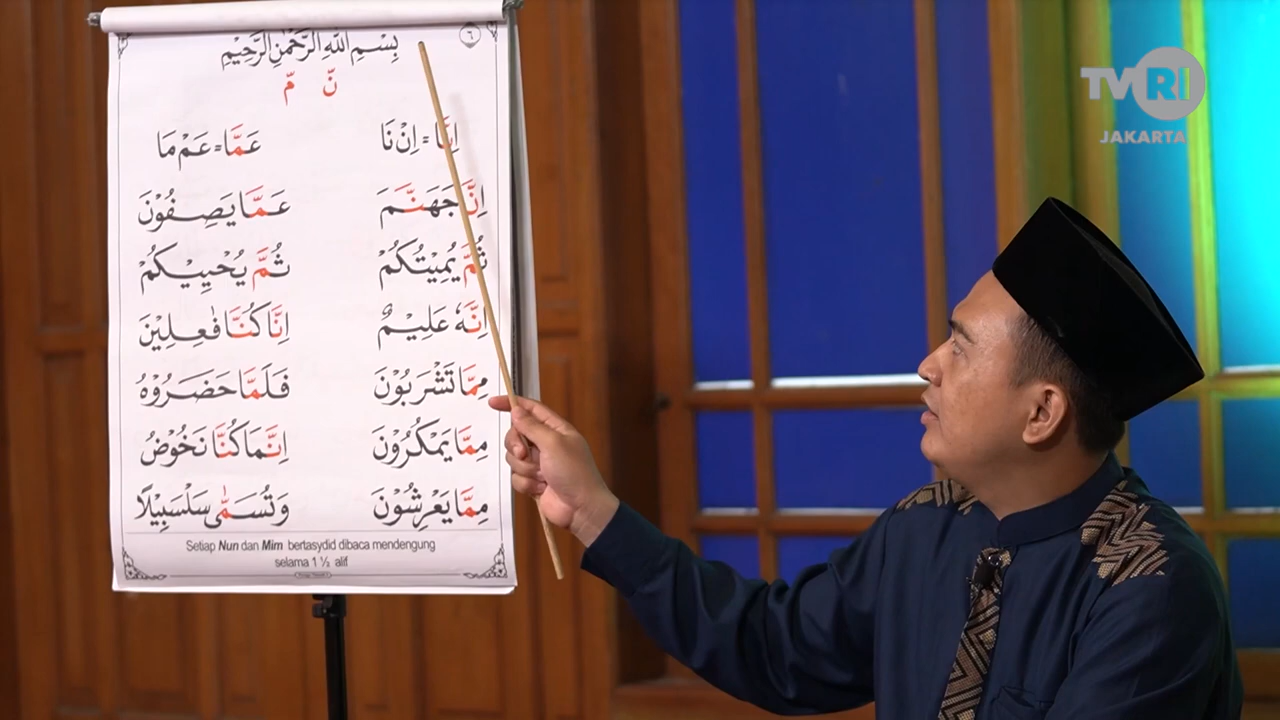 ٦
بِسْمِ اللّٰهِ الرَّحْمٰنِ الرَّحِيْمِ
نّ مّ
اِنَّا = اِنْ نَا عَمَّا = عَمْ مَا
اِنَّ جَهَنَّمَ عَمَّا يَصِفُوْنَ
ثُمَّ يُمِيْتُكُمْ ثُمَّ يُحْيِيْكُمْ
اِنَّهٗ عَلِيْمٌ اِنَّا كُنَّا فٰعِلِيْنَ
مِمَّا تَشْرَبُوْنَ فَلَمَّا حَضَرُوْهُ
مِمَّا يَمْكُرُوْنَ اِنَّمَا كُنَّا نَخُوْضُ
مِمَّا يَعْرِشُوْنَ وَتُسَمّٰى سَلْسَبِيْلًا
Setiap Nun dan Mim bertasydid dibaca mendengung
selama 1 ½ alif
TVRI
JAKARTA